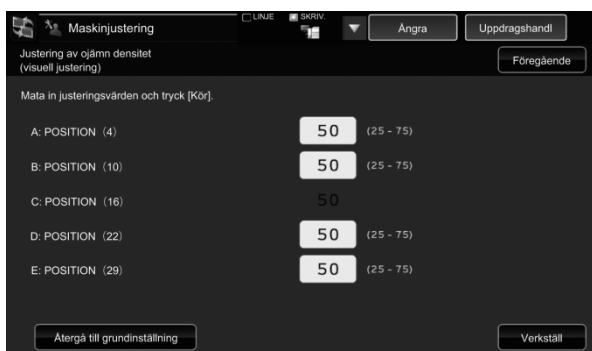 Maskinjustering
LINJE
SKRIV.
Ångra
Uppdragshandl
Justering av ojämn densitet
(visuell justering)
Föregående
Mata in justeringsvärden och tryck [Kör].
A: POSITION (4) 50 (25 - 75)
B: POSITION (10) 50 (25 - 75)
C: POSITION (16) 50
D: POSITION (22) 50 (25 - 75)
E: POSITION (29) 50 (25 - 75)
Återgå till grundinställning
Verkställ